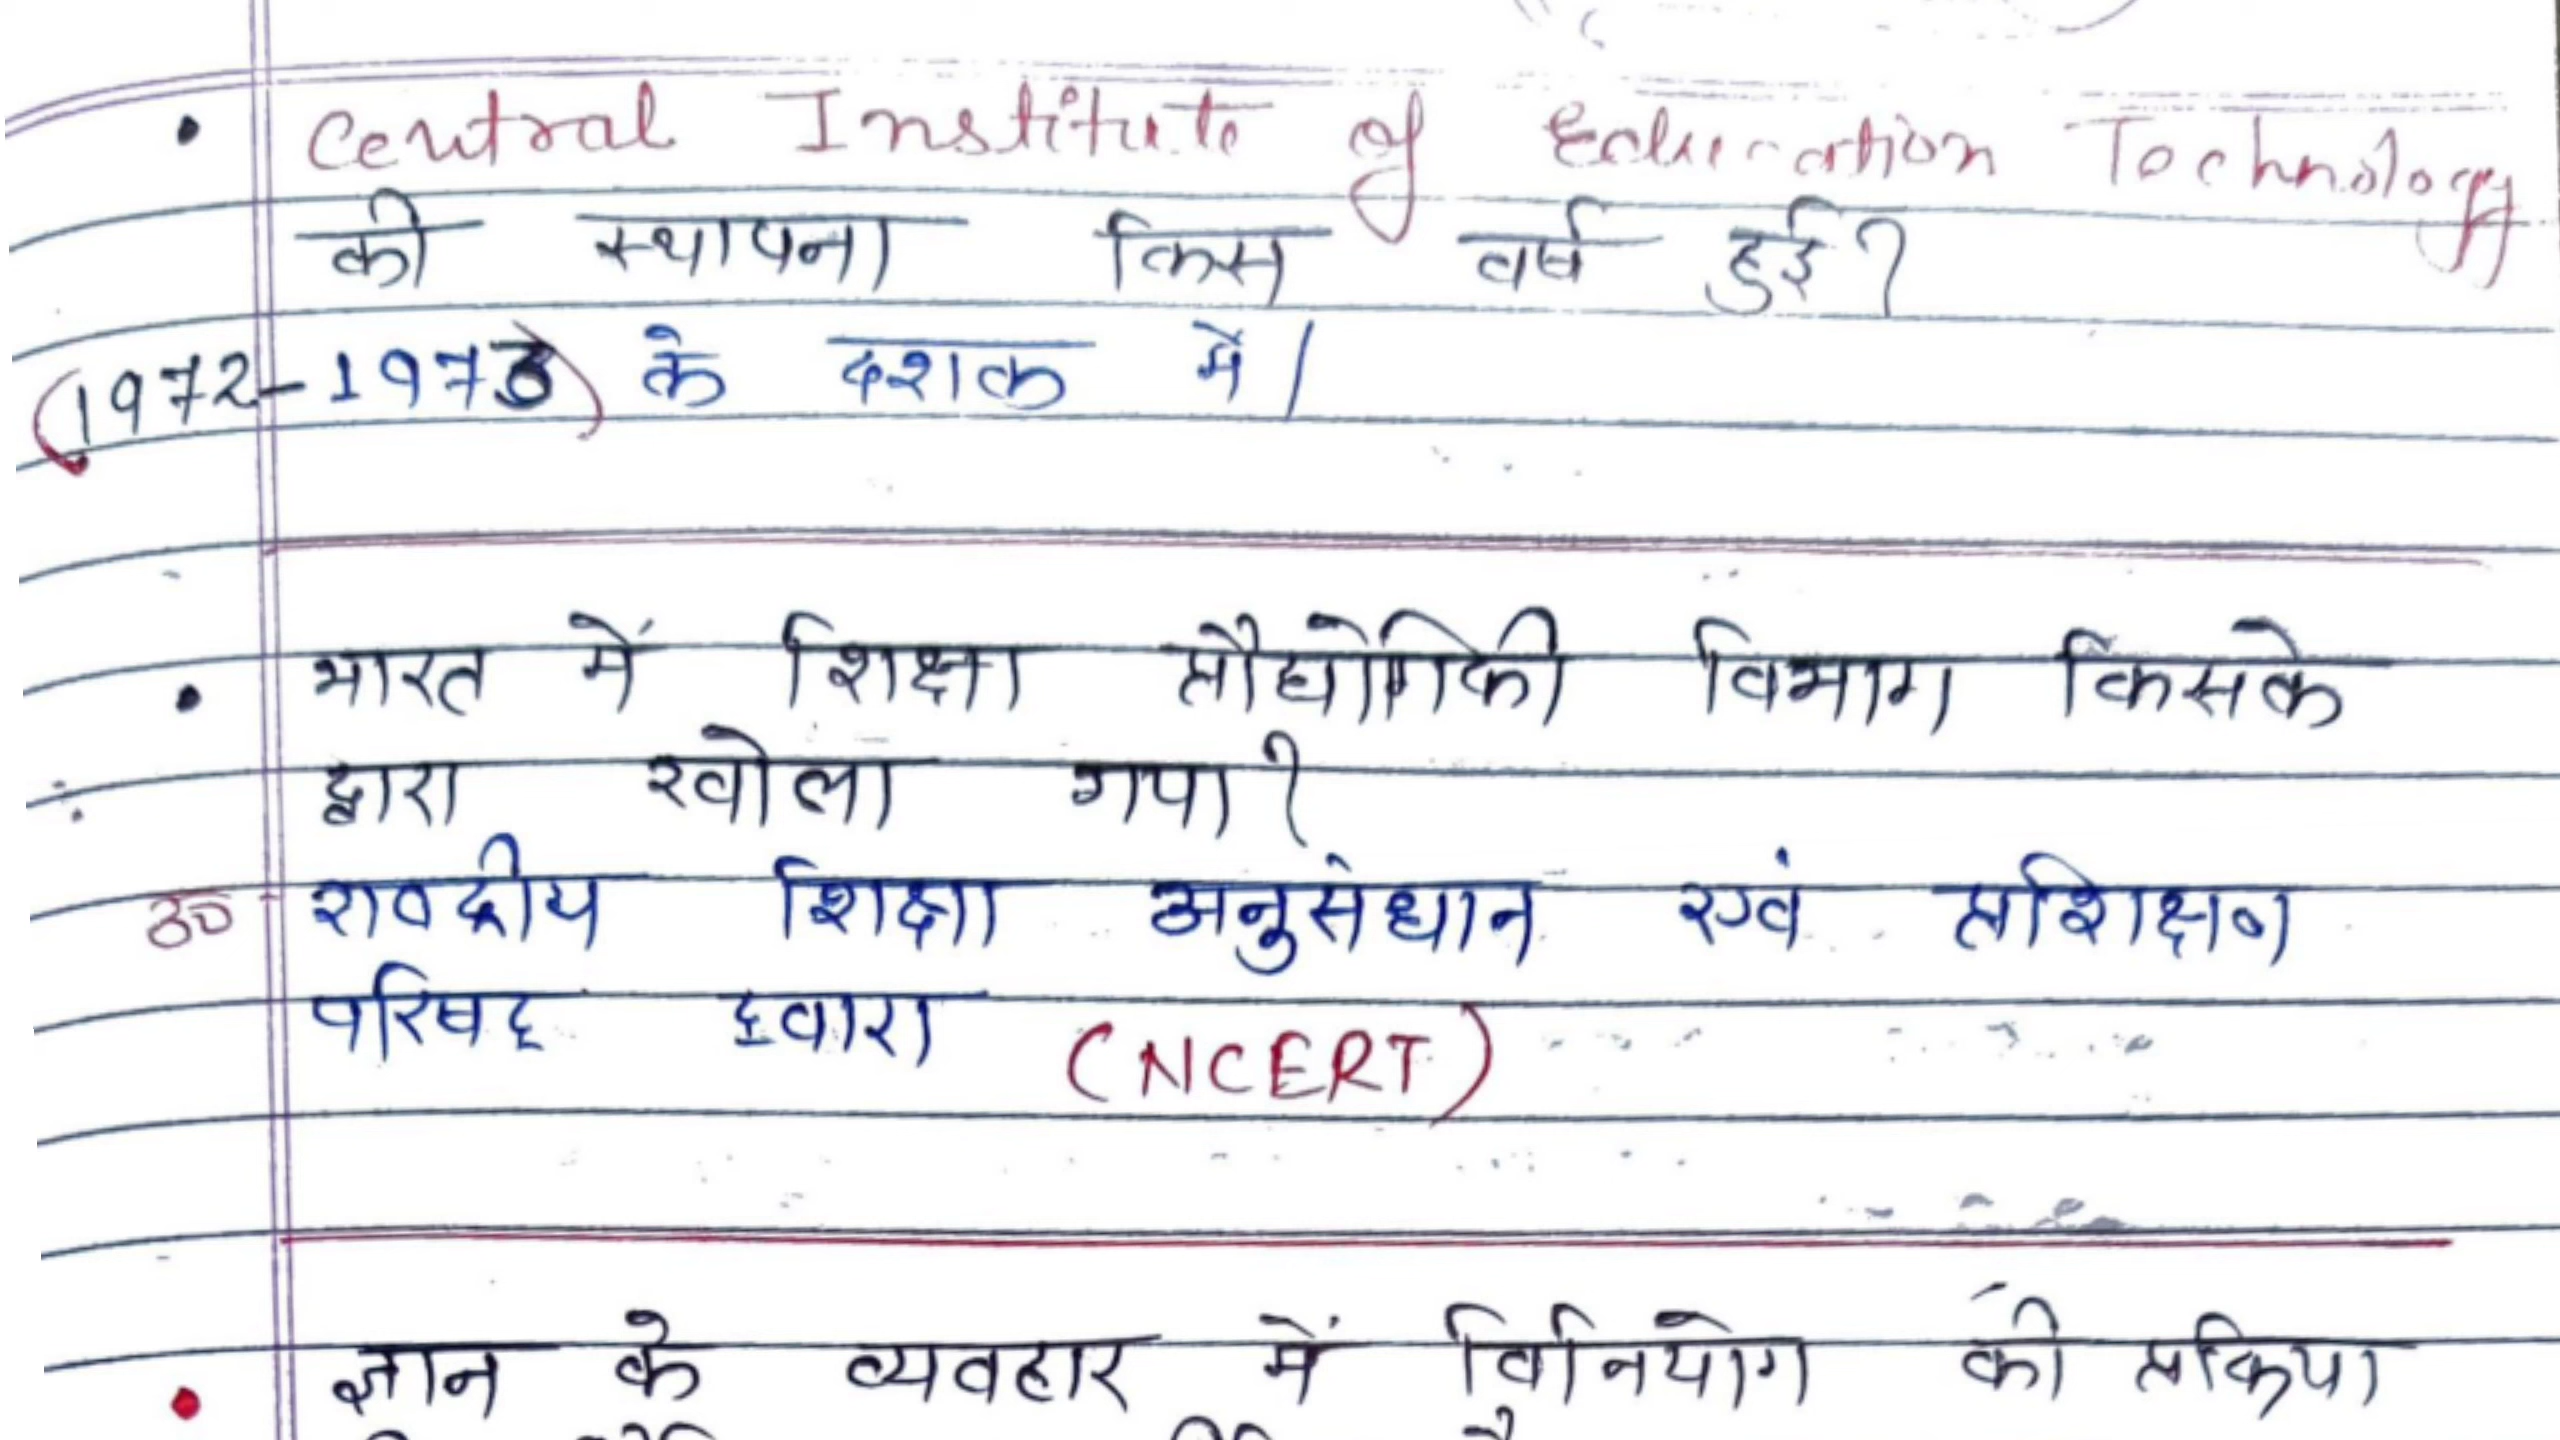 • Central Institute of Education Technology
की स्थापना किस वर्ष हुई?
(1972-1973) के दशक में।
• भारत में शिक्षा प्रौद्योगिकी विभाग किसके
द्वारा खोला गया?
उ० राष्ट्रीय शिक्षा अनुसंधान एवं प्रशिक्षण
परिषद् द्वारा (NCERT)
• ज्ञान के व्यवहार में विनियोग की प्रक्रिया